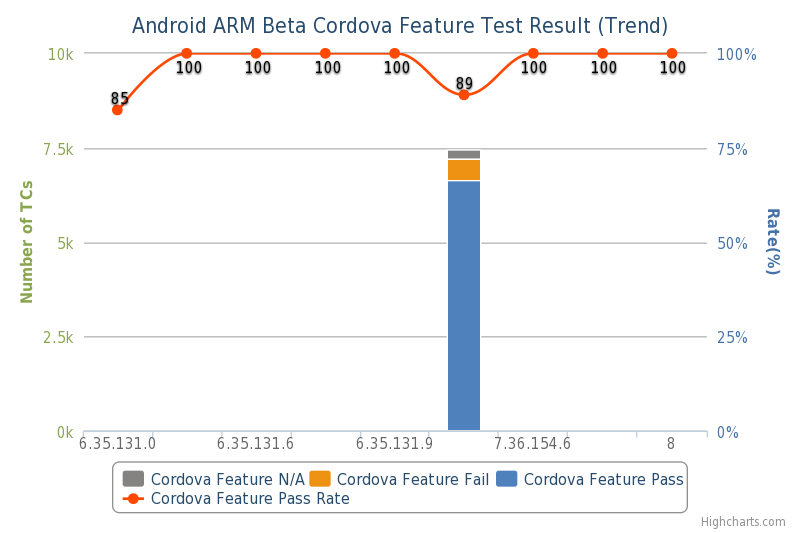 Android ARM Beta Cordova Feature Test Result (Trend)
10k
7.5k
5k
2.5k
0k
Number of TCs
100%
75%
50%
25%
0%
Rate(%)
85
100
100
100
100
89
100
100
100
6.35.131.0
6.35.131.6
6.35.131.9
7.36.154.6
8
Cordova Feature N/A
Cordova Feature Fail
Cordova Feature Pass
Cordova Feature Pass Rate
Highcharts.com